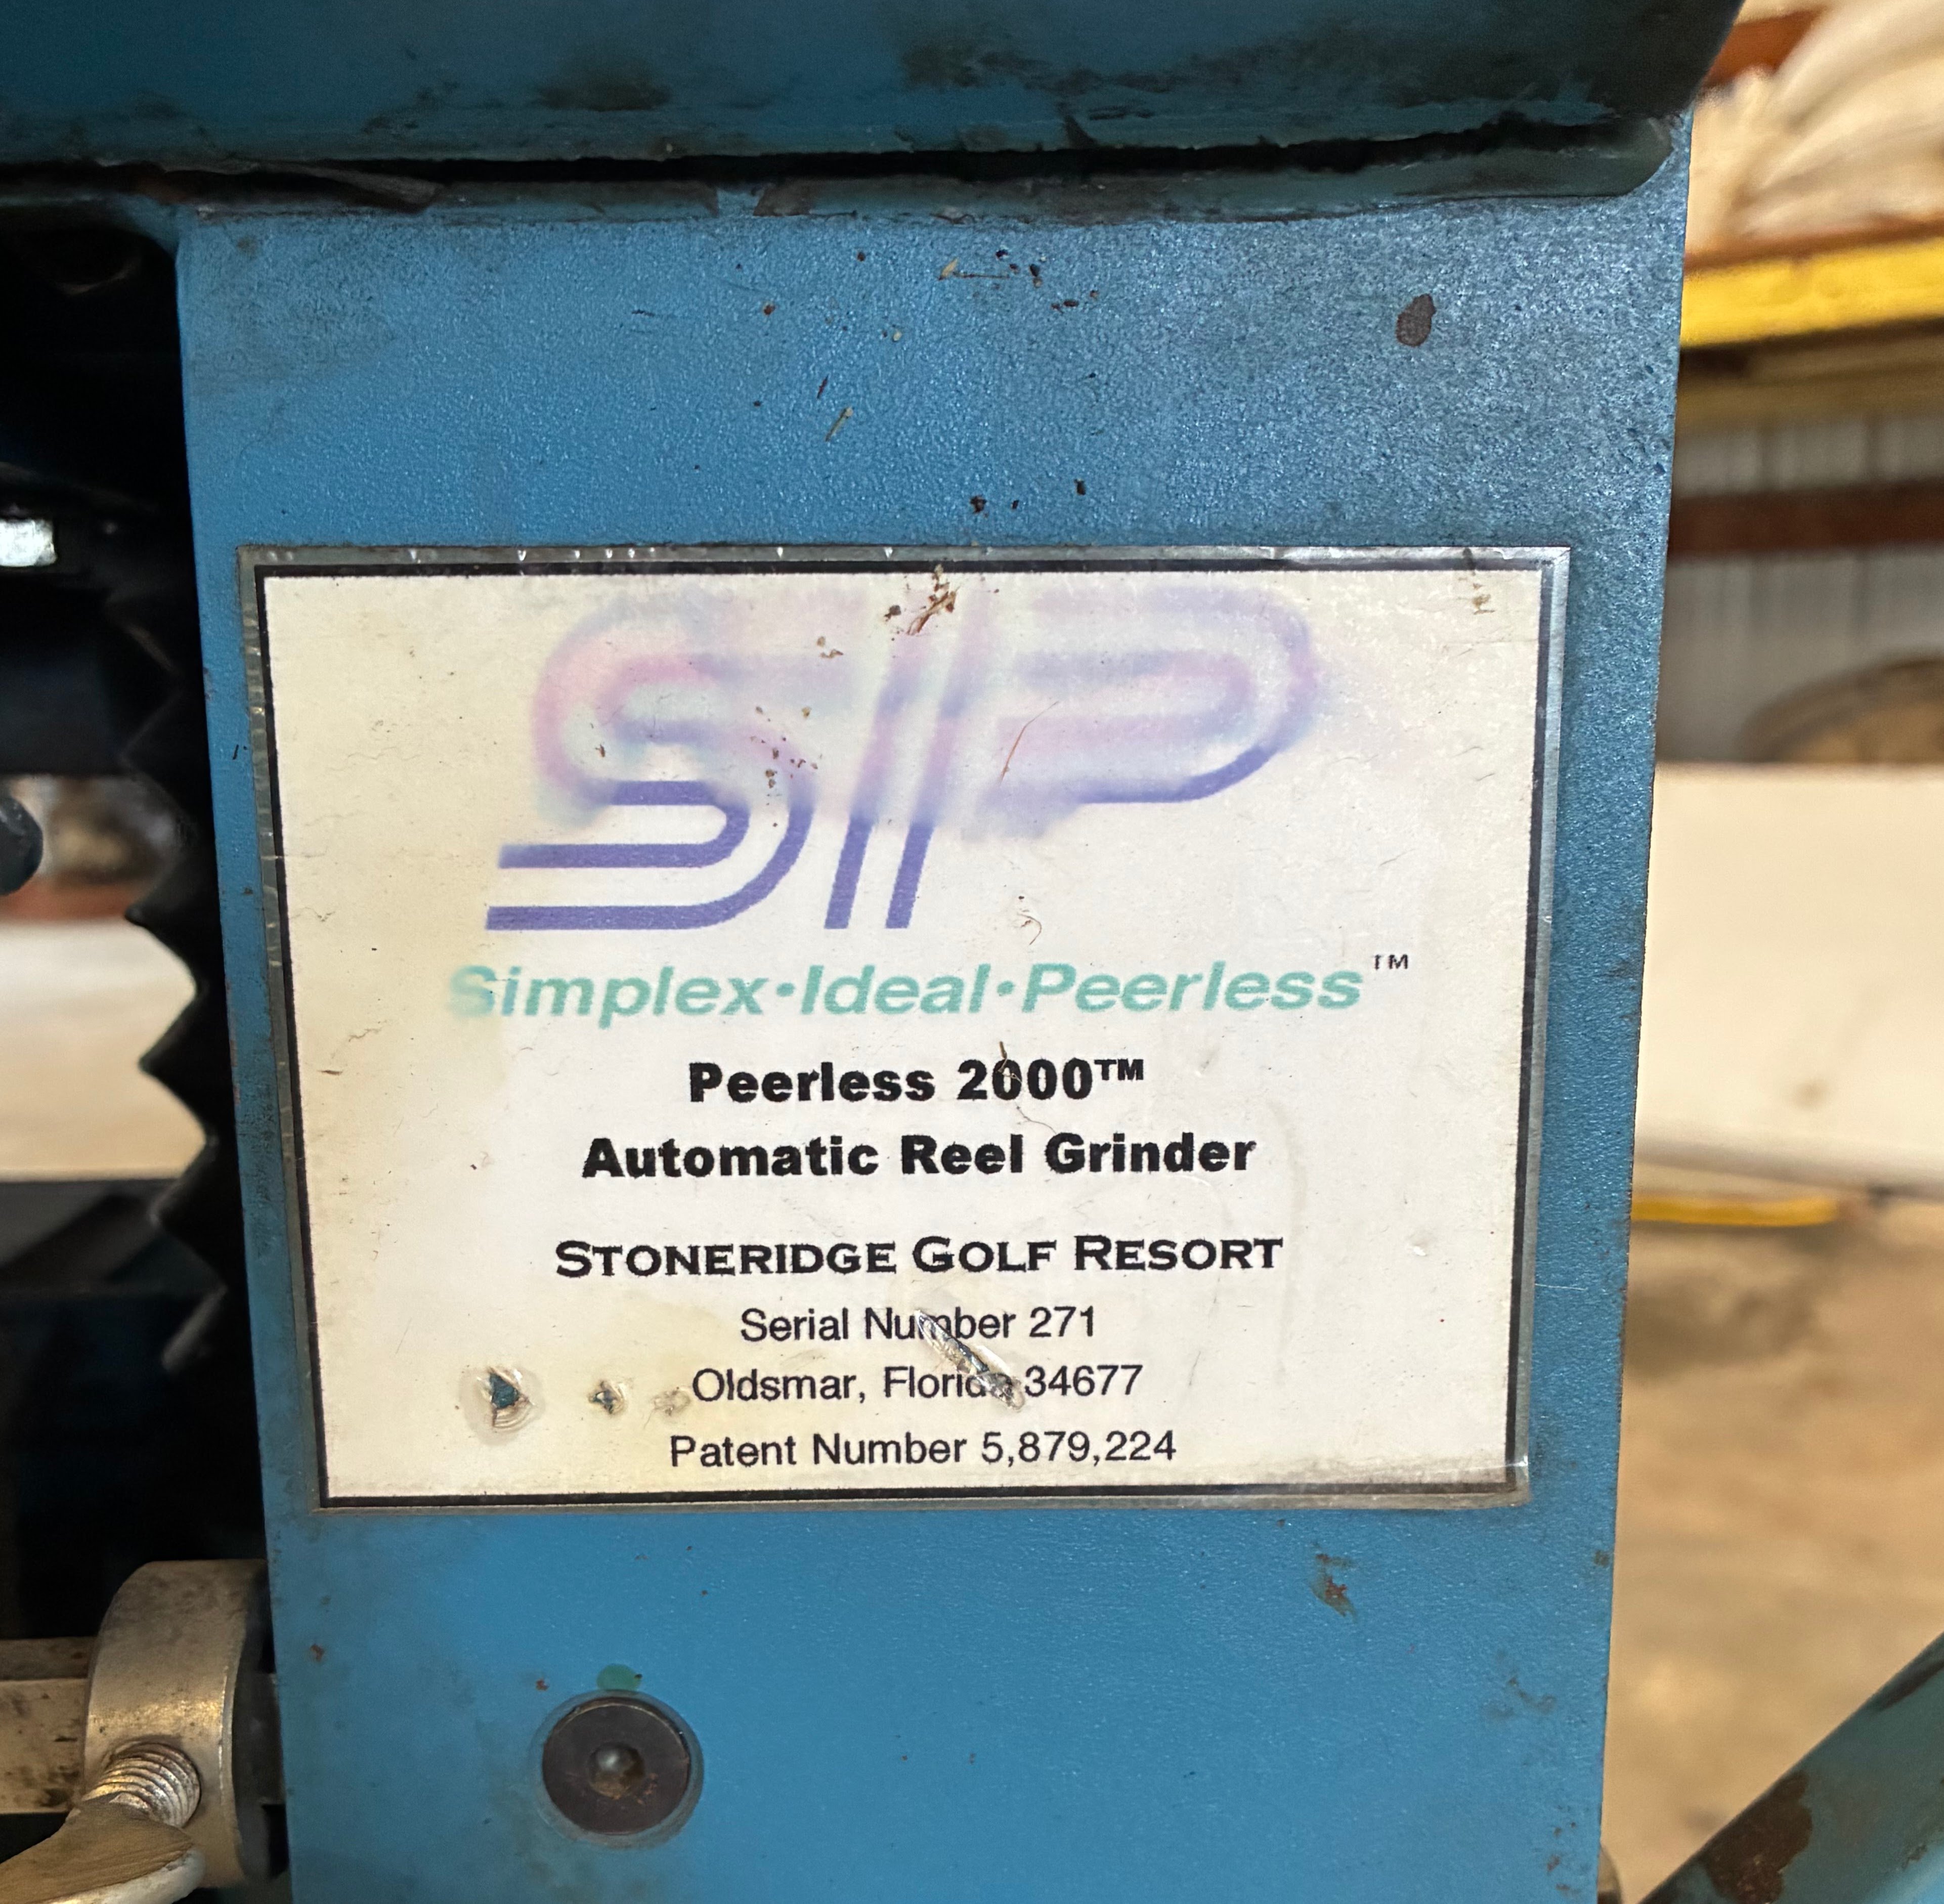 SIP
Simplex•Ideal•Peerless™
Peerless 2000™
Automatic Reel Grinder
STONERIDGE GOLF RESORT
Serial Number 271
Oldsmar, Florida 34677
Patent Number 5,879,224